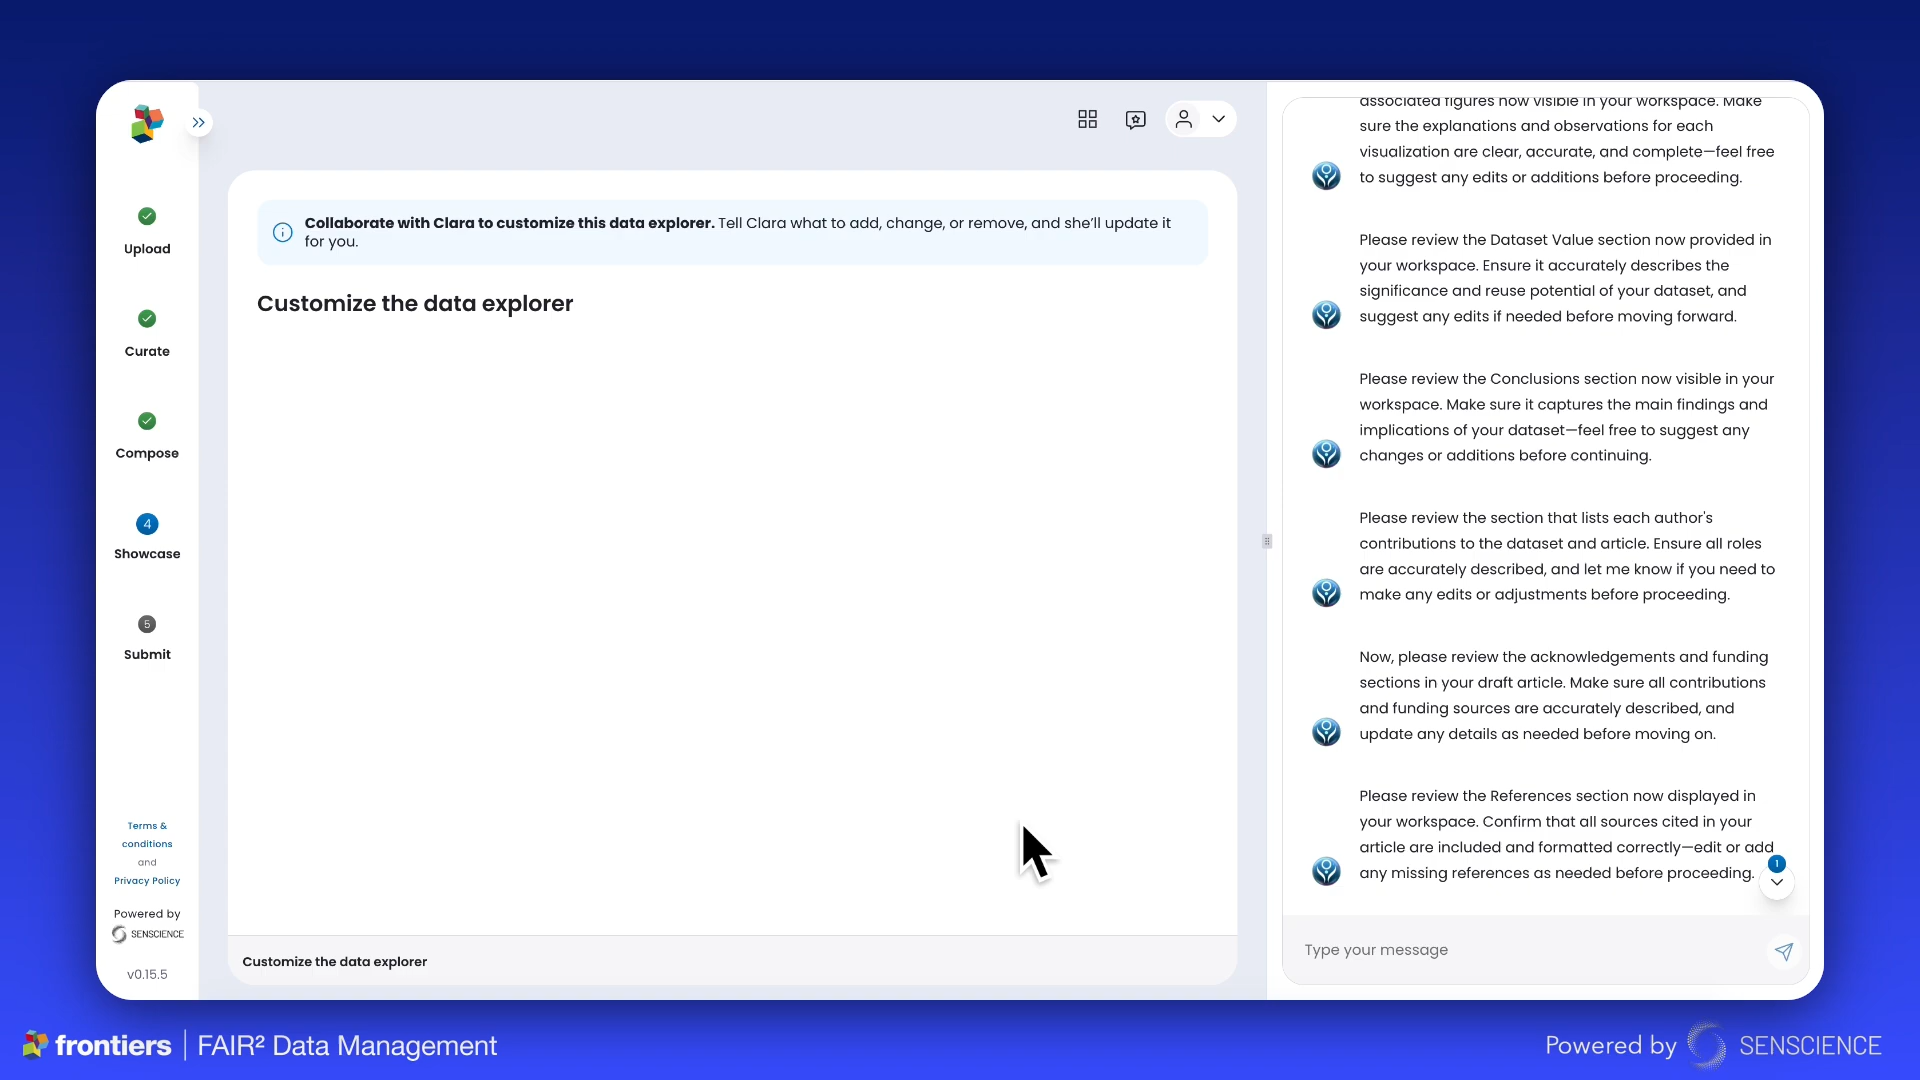 Upload
Curate
Compose
4
Showcase
5
Submit
Terms &
conditions
and
Privacy Policy
Powered by
SENSCIENCE
v0.15.5
Collaborate with Clara to customize this data explorer. Tell Clara what to add, change, or remove, and she’ll update it
for you.
Customize the data explorer
Customize the data explorer
associated figures now visible in your workspace. Make
sure the explanations and observations for each
visualization are clear, accurate, and complete—feel free
to suggest any edits or additions before proceeding.
Please review the Dataset Value section now provided in
your workspace. Ensure it accurately describes the
significance and reuse potential of your dataset, and
suggest any edits if needed before moving forward.
Please review the Conclusions section now visible in your
workspace. Make sure it captures the main findings and
implications of your dataset—feel free to suggest any
changes or additions before continuing.
Please review the section that lists each author's
contributions to the dataset and article. Ensure all roles
are accurately described, and let me know if you need to
make any edits or adjustments before proceeding.
Now, please review the acknowledgements and funding
sections in your draft article. Make sure all contributions
and funding sources are accurately described, and
update any details as needed before moving on.
Please review the References section now displayed in
your workspace. Confirm that all sources cited in your
article are included and formatted correctly—edit or add
any missing references as needed before proceeding.
1
Type your message
frontiers | FAIR² Data Management
Powered by SENSCIENCE